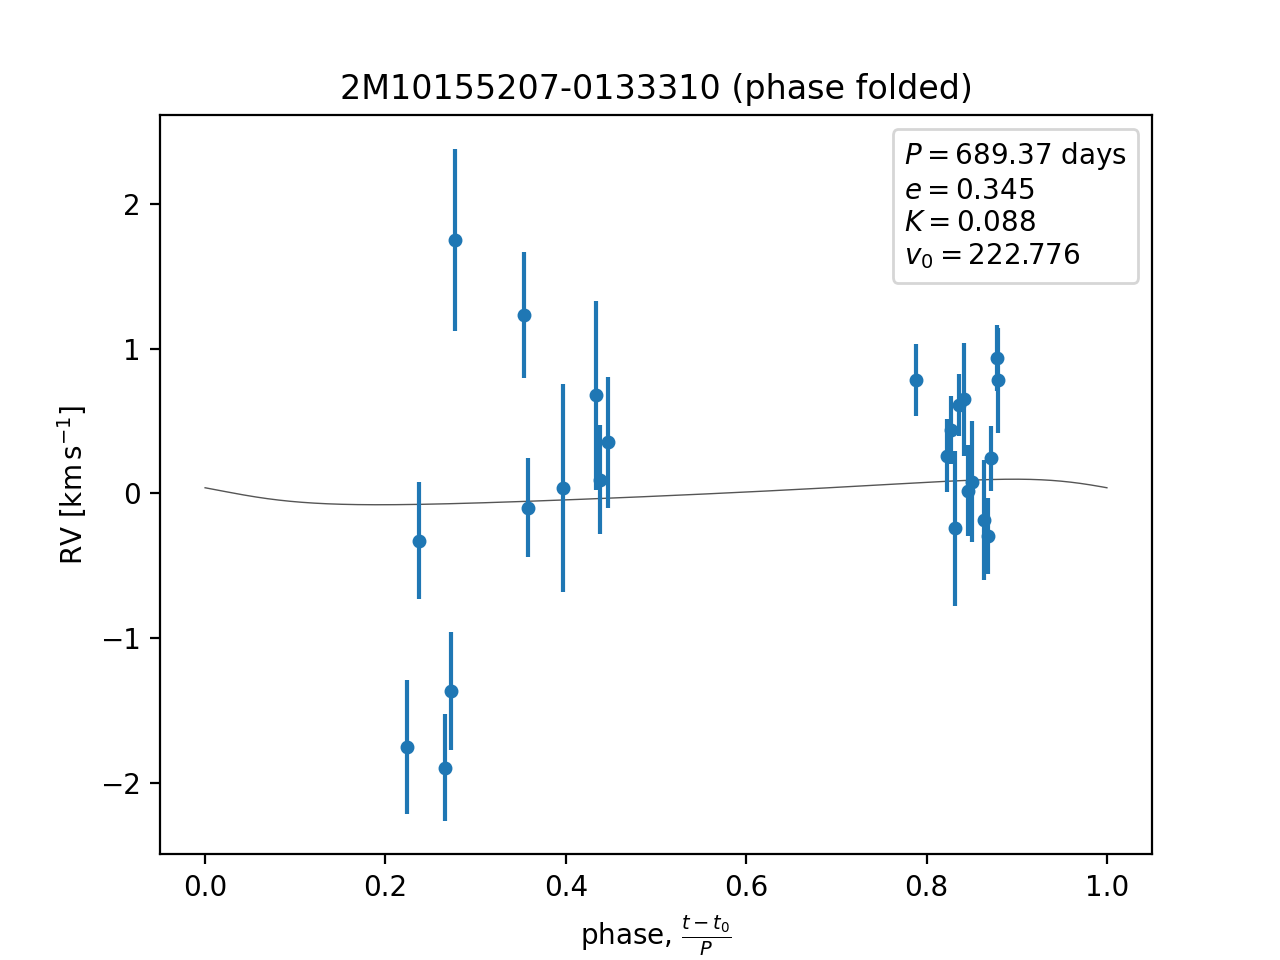 2M10155207-0133310 (phase folded)
P = 689.37 days
e = 0.345
K = 0.088
v₀ = 222.776
RV [km s⁻¹]
2
1
0
−1
−2
0.0 0.2 0.4 0.6 0.8 1.0
phase, (t − t₀)/P